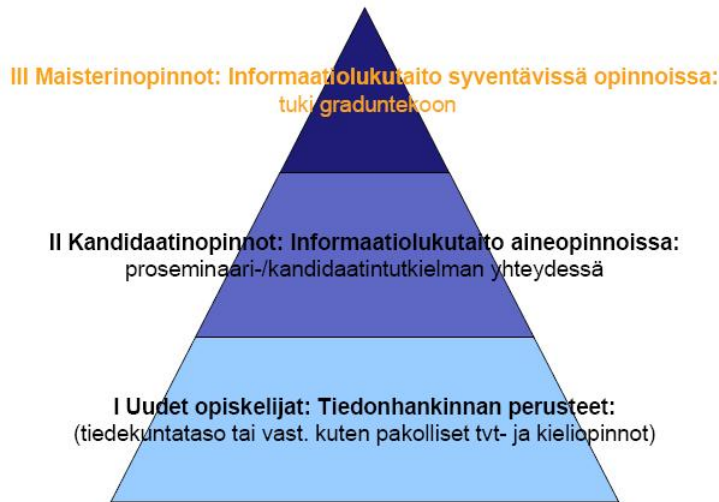 III Maisterinopinnot: Informaatiolukutaito syventävissä opinnoissa:
tuki graduntekoon
II Kandidaatinopinnot: Informaatiolukutaito aineopinnoissa:
proseminaari-/kandidaatintutkielman yhteydessä
I Uudet opiskelijat: Tiedonhankinnan perusteet:
(tiedekuntataso tai vast. kuten pakolliset tvt- ja kieliopinnot)